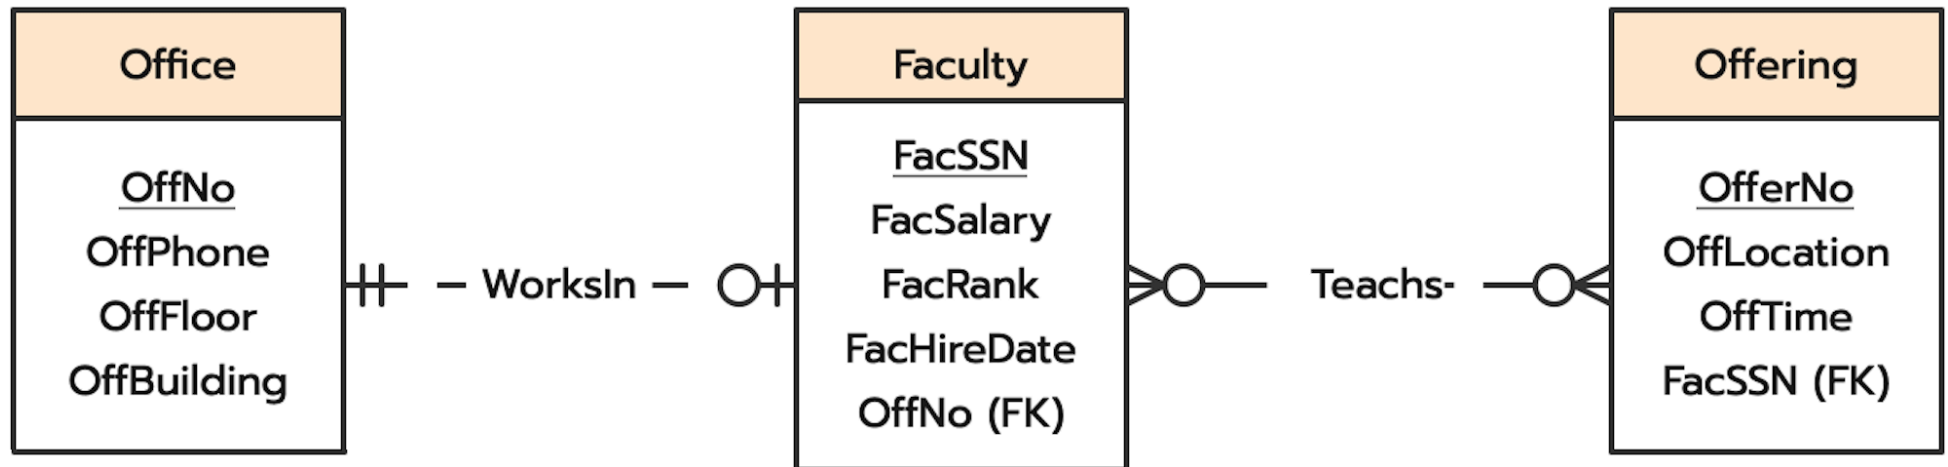 Office
OffNo
OffPhone
OffFloor
OffBuilding
WorksIn
Faculty
FacSSN
FacSalary
FacRank
FacHireDate
OffNo (FK)
Teachs-
Offering
OfferNo
OffLocation
OffTime
FacSSN (FK)